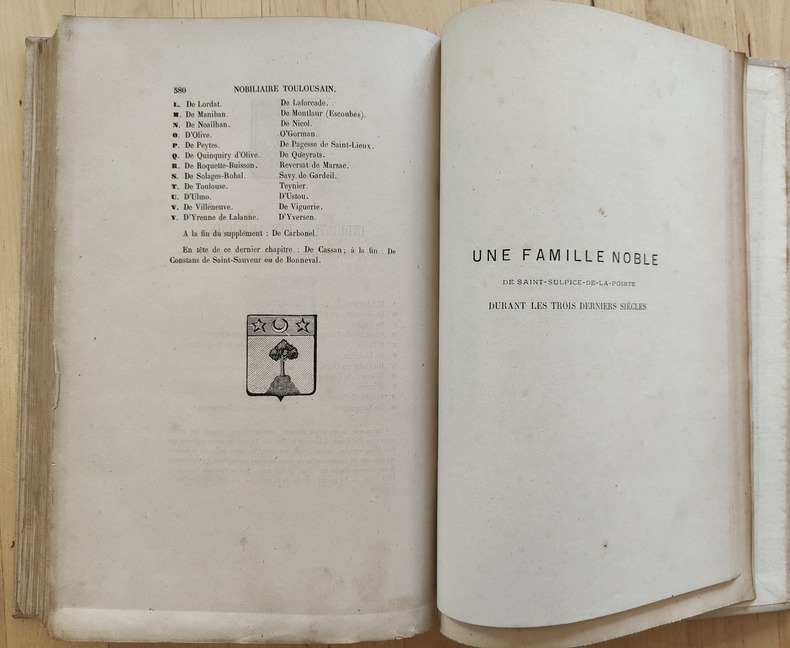 580 NOBILIAIRE TOULOUSAIN.
L. De Lordat. De Laforcade.
M. De Maniban. De Montlaur (Escoubès).
N. De Noailhan. De Nicol.
O. D'Olive. O'Gorman.
P. De Peytes. De Pagesse de Saint-Lieux.
Q. De Quinquiry d'Olive. De Queyrats.
R. De Roquette-Buisson. Reversat de Marsac.
S. De Solages-Robal. Savy de Gardeil.
T. De Toulouse. Teynier.
U. D'Ulmo. D'Ustou.
V. De Villeneuve. De Viguerie.
Y. D'Yrenne de Lalanne. D'Yversen.
A la fin du supplément : De Carbonel.
En tête de ce dernier chapitre : De Cassan; à la fin : De
Constans de Saint-Sauveur ou de Bonneval.
UNE FAMILLE NOBLE
DE SAINT-SULPICE-DE-LA-POINTE
DURANT LES TROIS DERNIERS SIÈCLES